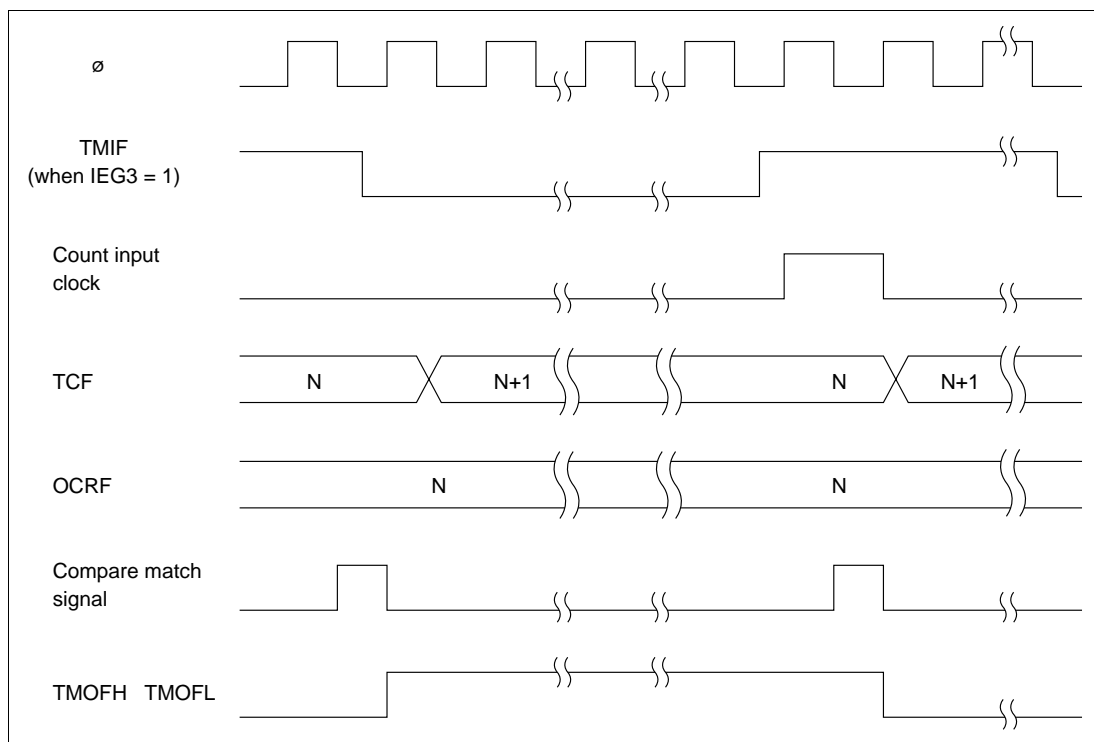 ø
TMIF
(when IEG3 = 1)
Count input
clock
TCF
N
N+1
N
N+1
OCRF
N
N
Compare match
signal
TMOFH TMOFL